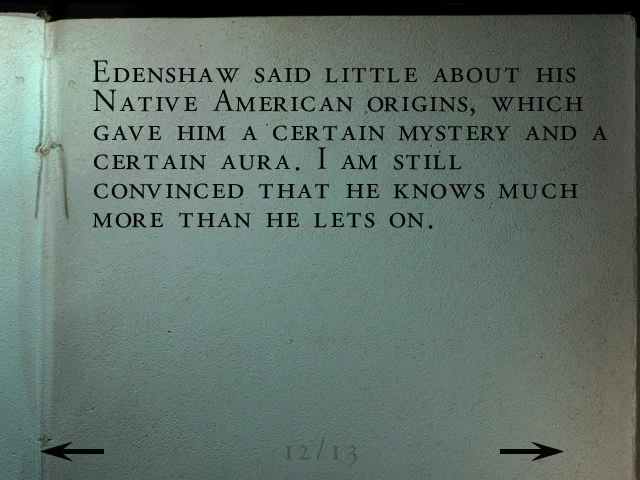 Edenshaw said little about his
Native American origins, which
gave him a certain mystery and a
certain aura. I am still
convinced that he knows much
more than he lets on.
12/13